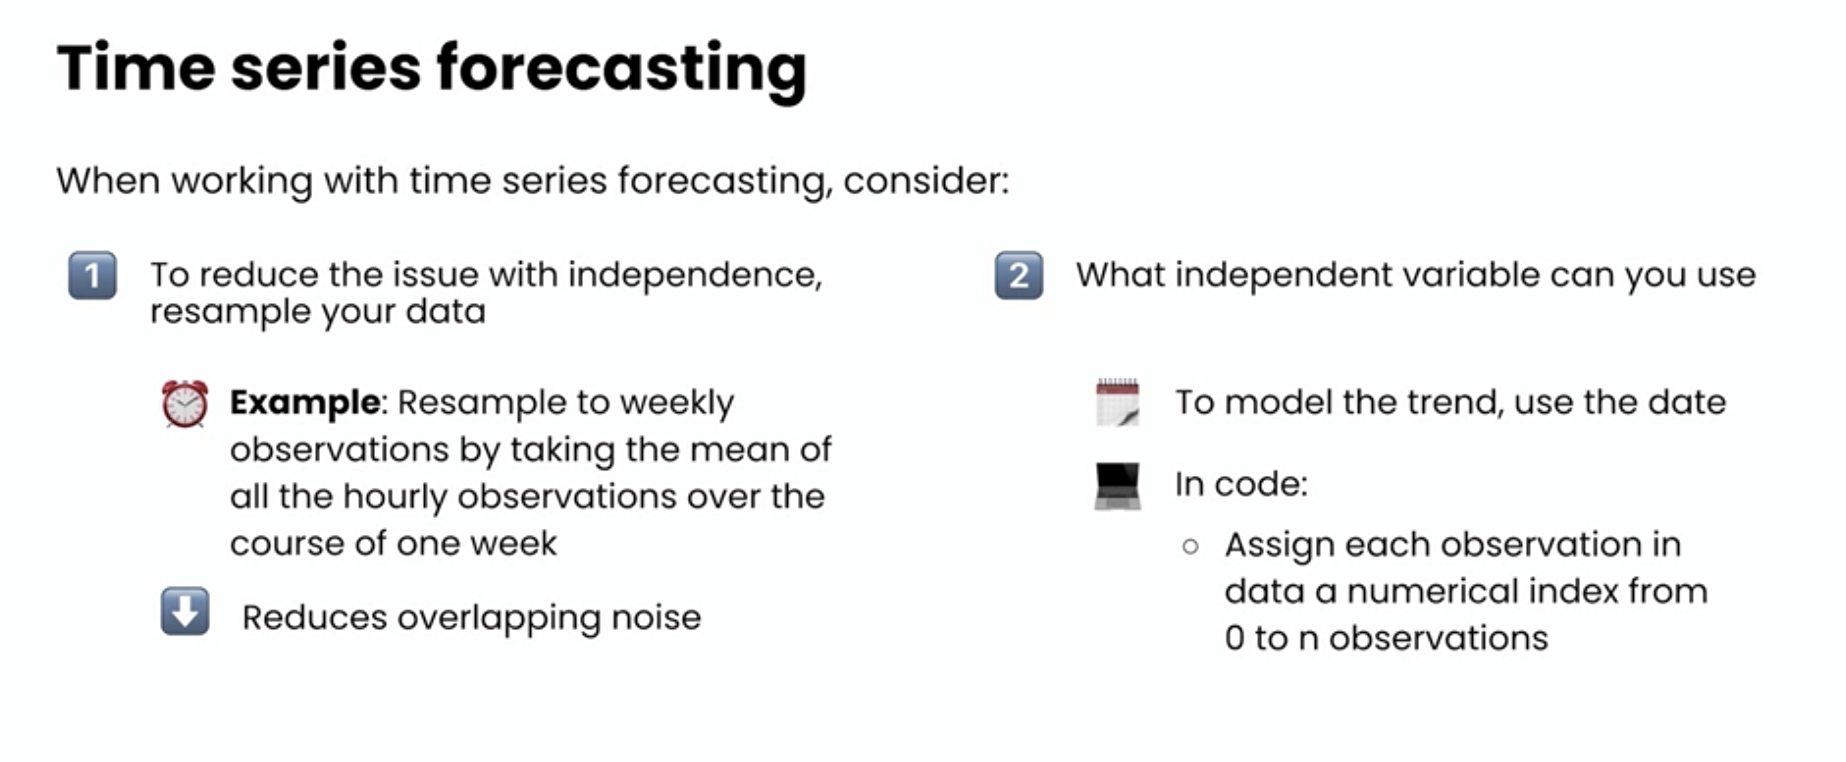 Time series forecasting
When working with time series forecasting, consider:
1
To reduce the issue with independence,
resample your data
Example: Resample to weekly
observations by taking the mean of
all the hourly observations over the
course of one week
Reduces overlapping noise
2
What independent variable can you use
To model the trend, use the date
In code:
○ Assign each observation in
data a numerical index from
0 to n observations